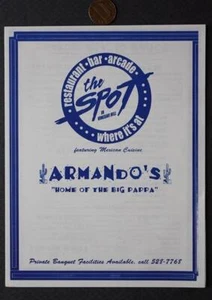 restaurant · bar · arcade
the
SPOT
where it's at
featuring Mexican Cuisine
ARMANDO'S
"HOME OF THE BIG PAPPA"
Private Banquet Facilities Available, call 528-7768